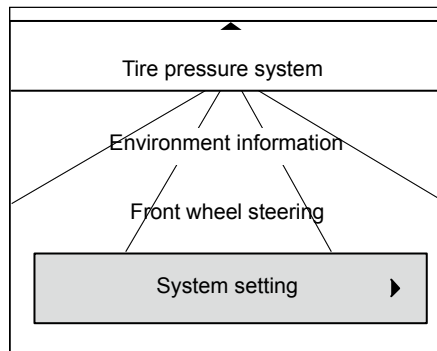 Tire pressure system
Environment information
Front wheel steering
System setting